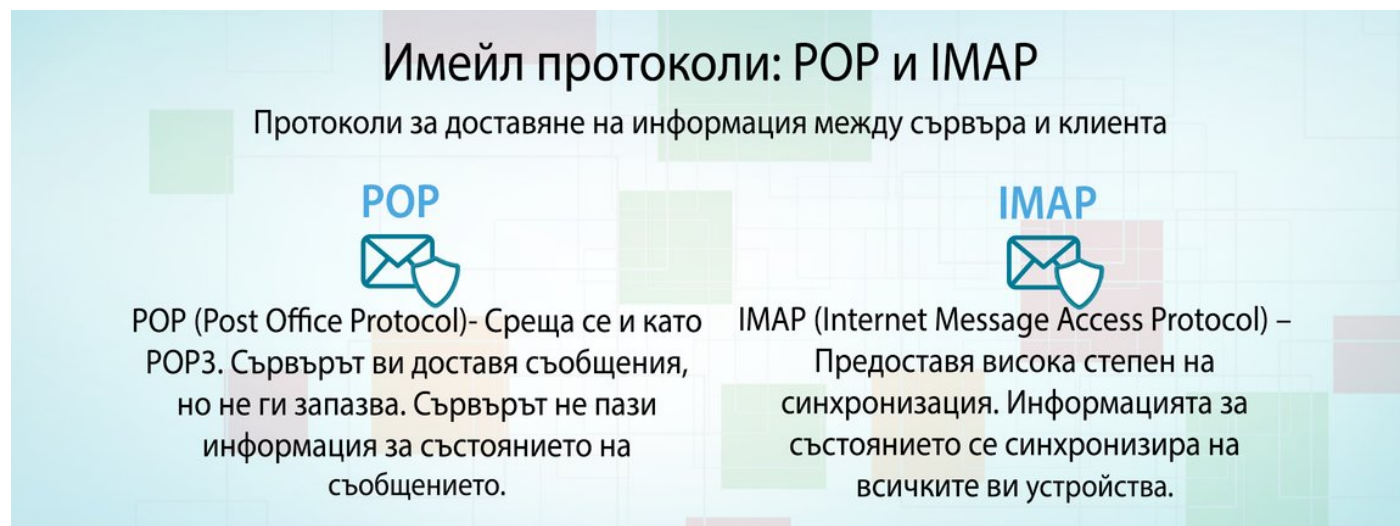 Имейл протоколи: POP и IMAP
Протоколи за доставяне на информация между сървъра и клиента
POP
POP (Post Office Protocol)- Среща се и като
POP3. Сървърът ви доставя съобщения,
но не ги запазва. Сървърът не пази
информация за състоянието на
съобщението.
IMAP
IMAP (Internet Message Access Protocol) –
Предоставя висока степен на
синхронизация. Информацията за
състоянието се синхронизира на
всичките ви устройства.